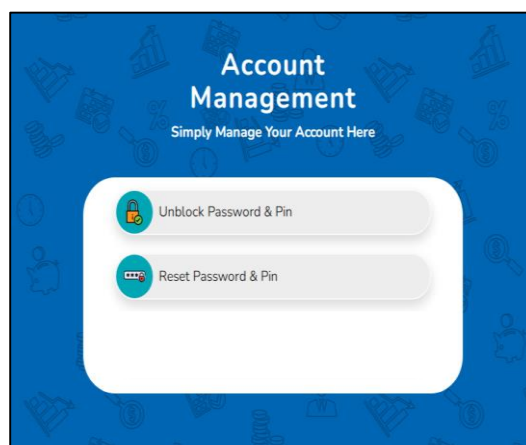 Account
Management
Simply Manage Your Account Here
Unblock Password & Pin
Reset Password & Pin